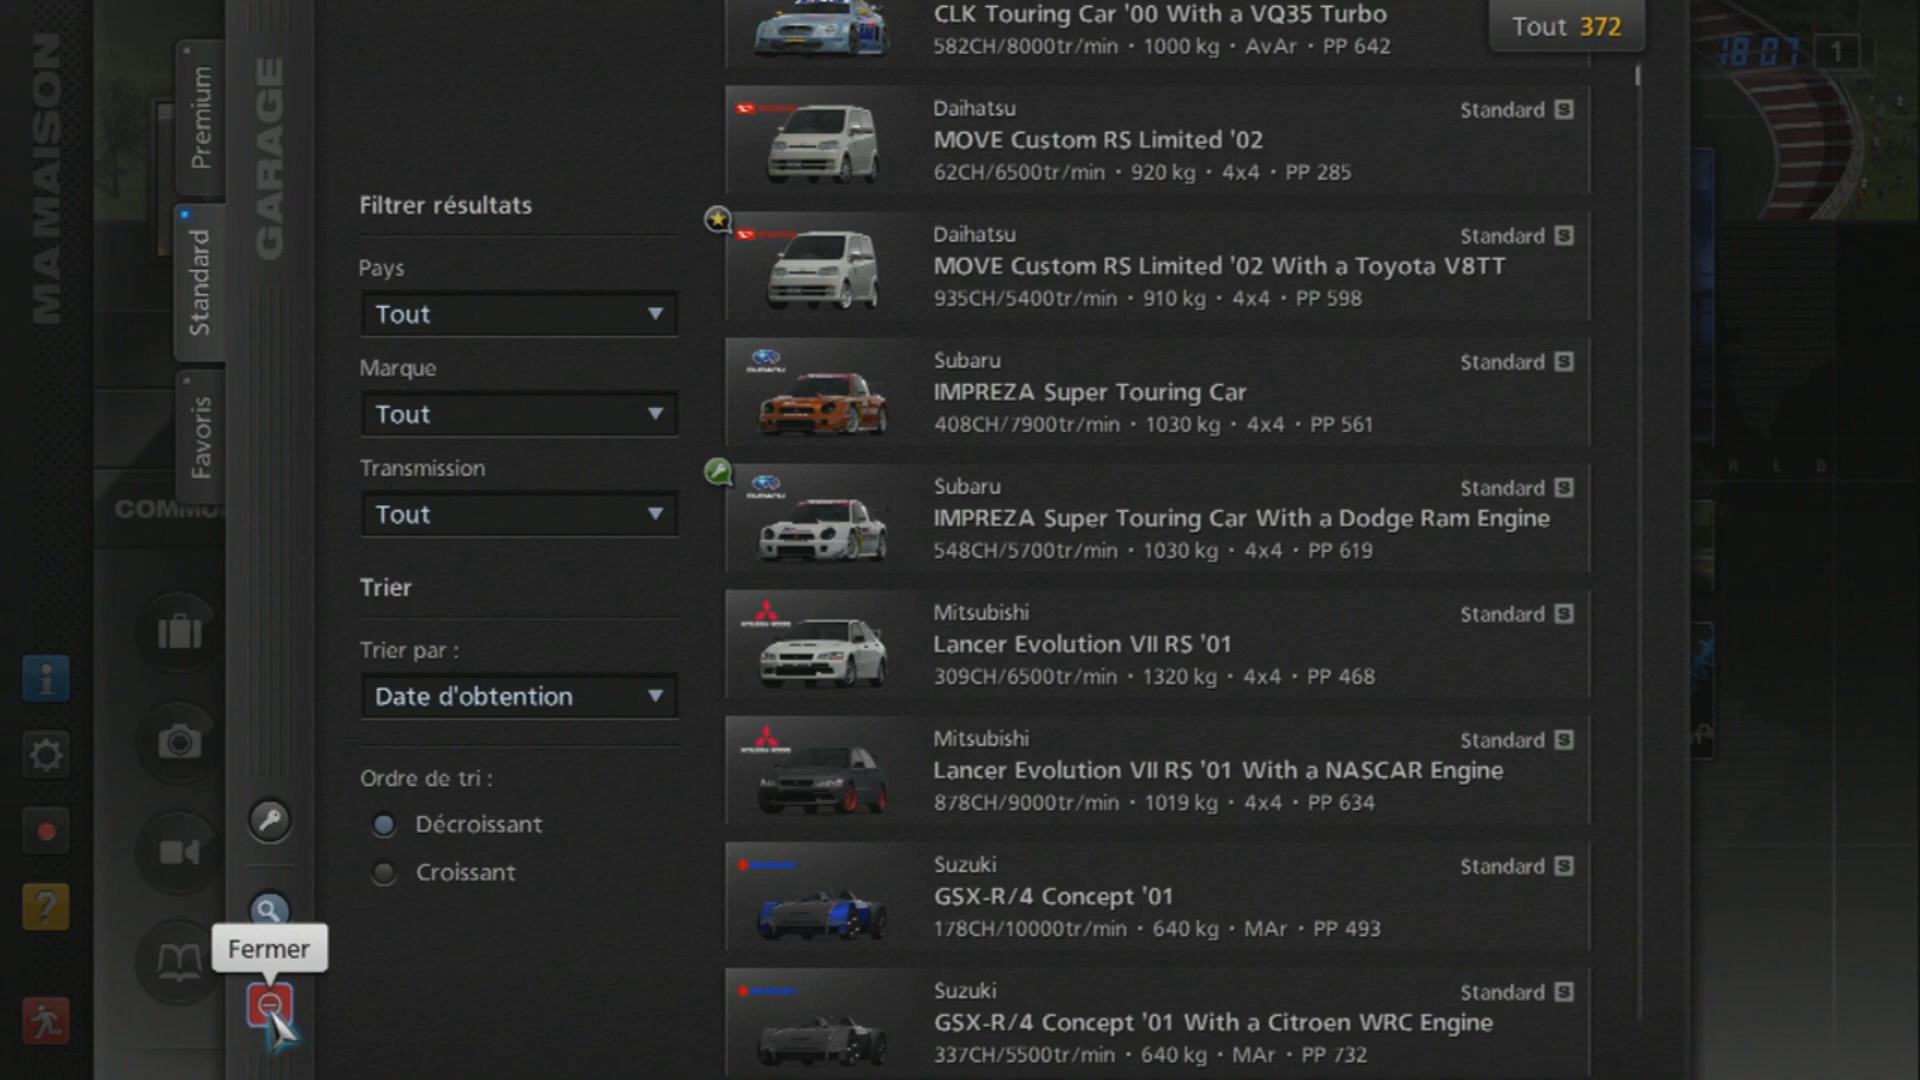 MA MAISON
Premium
Standard
Favoris
GARAGE
COMMU
Filtrer résultats
Pays
Tout
Marque
Tout
Transmission
Tout
Trier
Trier par :
Date d'obtention
Ordre de tri :
Décroissant
Croissant
Fermer
Tout 372
18 07 1
CLK Touring Car '00 With a VQ35 Turbo
582CH/8000tr/min · 1000 kg · AvAr · PP 642
Daihatsu
Standard S
MOVE Custom RS Limited '02
62CH/6500tr/min · 920 kg · 4x4 · PP 285
Daihatsu
Standard S
MOVE Custom RS Limited '02 With a Toyota V8TT
935CH/5400tr/min · 910 kg · 4x4 · PP 598
SUBARU
Subaru
Standard S
IMPREZA Super Touring Car
408CH/7900tr/min · 1030 kg · 4x4 · PP 561
SUBARU
Subaru
Standard S
IMPREZA Super Touring Car With a Dodge Ram Engine
548CH/5700tr/min · 1030 kg · 4x4 · PP 619
Mitsubishi
Standard S
Lancer Evolution VII RS '01
309CH/6500tr/min · 1320 kg · 4x4 · PP 468
Mitsubishi
Standard S
Lancer Evolution VII RS '01 With a NASCAR Engine
878CH/9000tr/min · 1019 kg · 4x4 · PP 634
Suzuki
Standard S
GSX-R/4 Concept '01
178CH/10000tr/min · 640 kg · MAr · PP 493
Suzuki
Standard S
GSX-R/4 Concept '01 With a Citroen WRC Engine
337CH/5500tr/min · 640 kg · MAr · PP 732
R L D